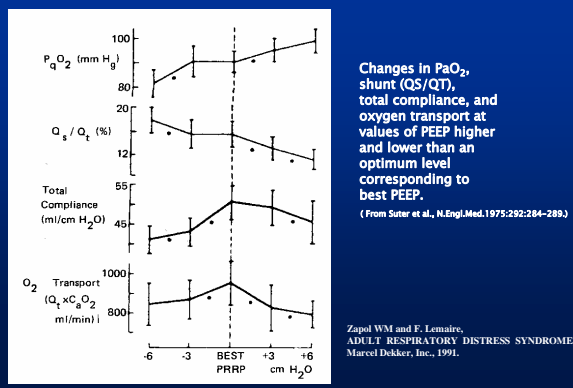 100
PqO2 (mm Hg)
80
20
Qs/Qt (%)
12
Total
55
Compliance
(ml/cm H2O)
45
1000
O2 Transport
(QtxCaO2
800
ml/min)
-6 -3 BEST +3 +6
PRRP cm H2O
Changes in PaO2,
shunt (QS/QT),
total compliance, and
oxygen transport at
values of PEEP higher
and lower than an
optimum level
corresponding to
best PEEP.
( From Suter et al., N.Engl.Med.1975:292:284-289.)
Zapol WM and F. Lemaire,
ADULT RESPIRATORY DISTRESS SYNDROME
Marcel Dekker, Inc., 1991.